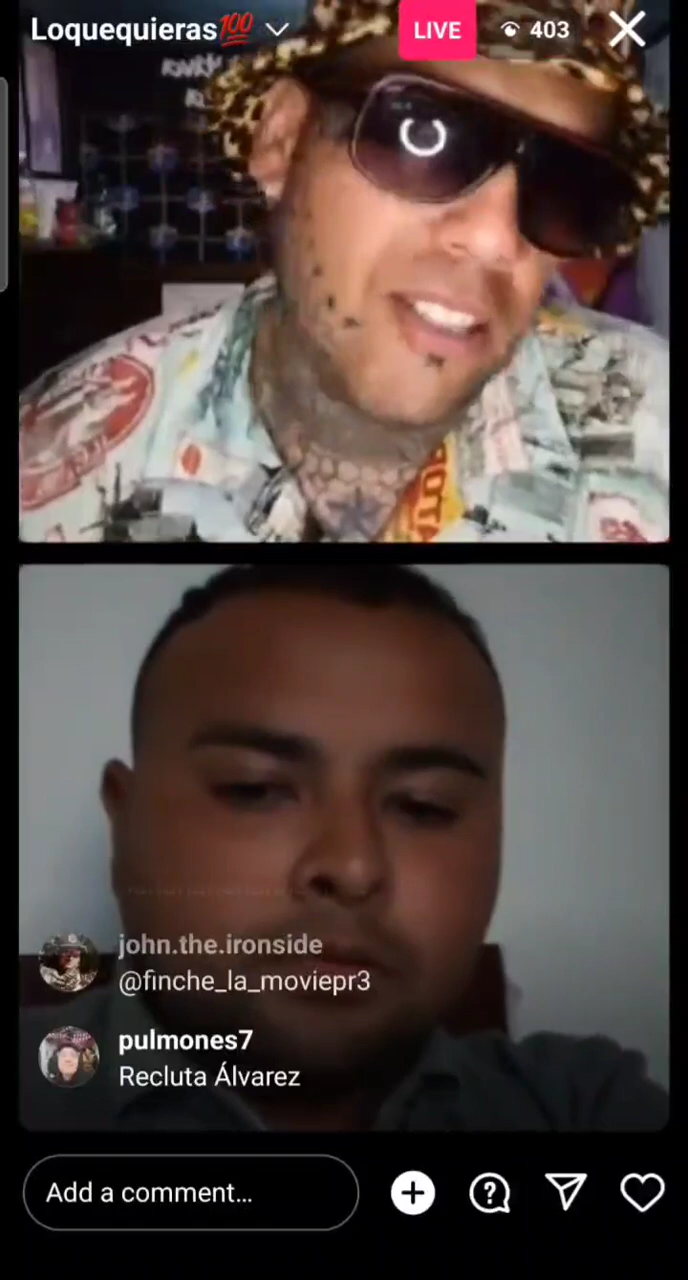 Loquequieras💯
LIVE
403
john.the.ironside
@finche_la_moviepr3
pulmones7
Recluta Álvarez
Add a comment...